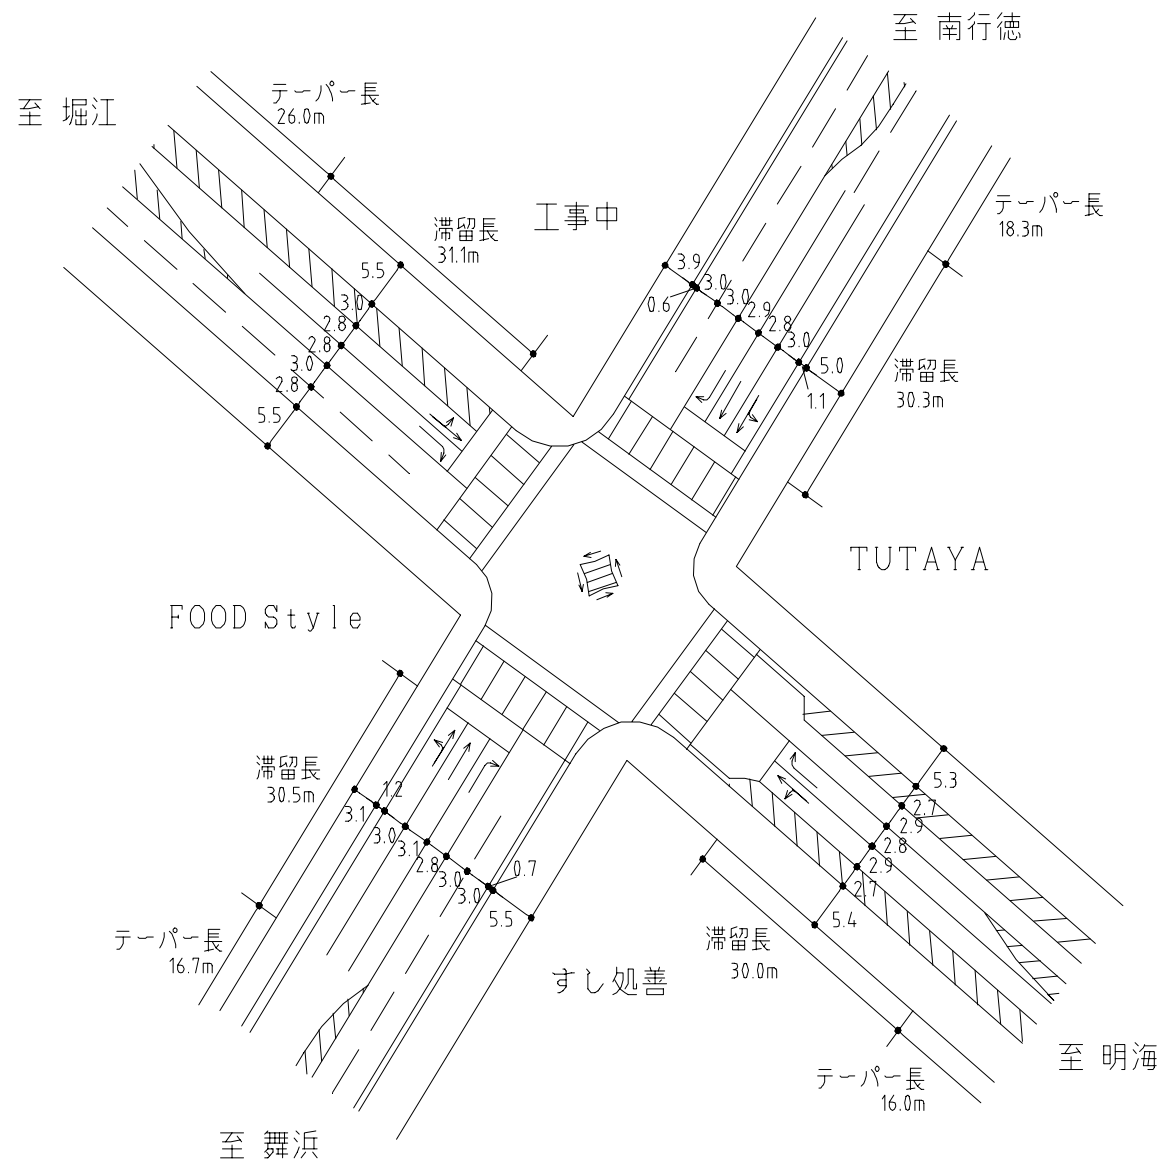 至 南行徳
テーパー長
26.0m
至 堀江
テーパー長
18.3m
工事中
滞留長
31.1m
3.9
5.5
3.0
3.0
0.6
3.0
2.9
2.8
2.8
3.0
2.8
5.0
3.0
滞留長
30.3m
2.8
1.1
5.5
TUTAYA
FOOD Style
滞留長
30.5m
1.2
5.3
3.1
2.7
3.0
2.9
3.1
2.8
2.8
0.7
2.9
3.0
2.7
3.0
5.5
5.4
テーパー長
16.7m
滞留長
30.0m
すし処善
至 明海
テーパー長
16.0m
至 舞浜